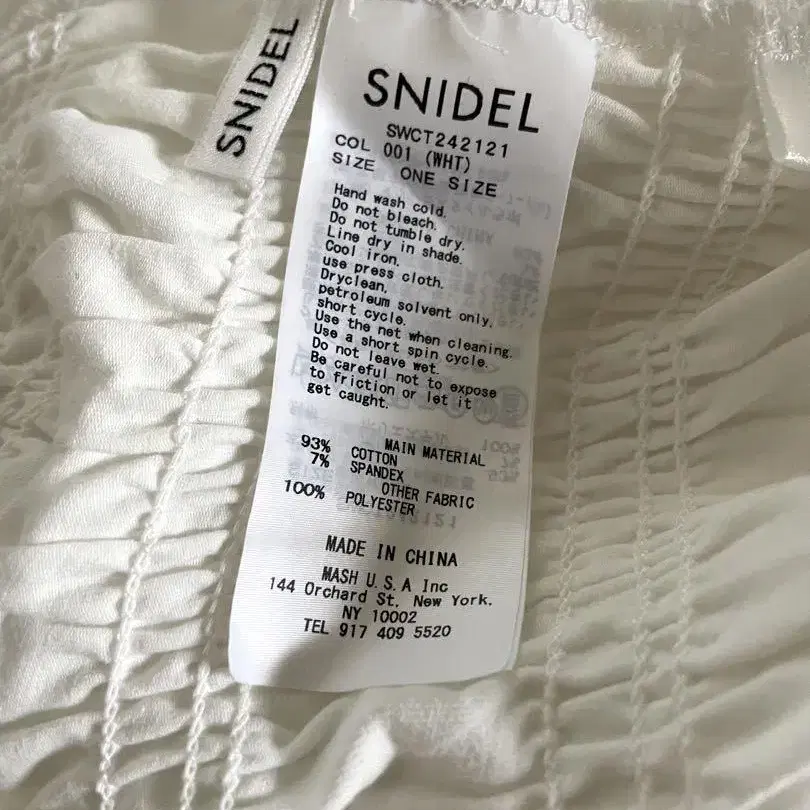 SNIDEL
SNIDEL
SWCT242121
COL 001 (WHT)
SIZE ONE SIZE
Hand wash cold.
Do not bleach.
Do not tumble dry.
Line dry in shade.
Cool iron.
use press cloth.
Dryclean,
petroleum solvent only,
short cycle.
Use the net when cleaning.
Use a short spin cycle.
Do not leave wet.
Be careful not to expose
to friction or let it
get caught.
MAIN MATERIAL
93% COTTON
7% SPANDEX
OTHER FABRIC
100% POLYESTER
MADE IN CHINA
MASH U.S.A Inc
144 Orchard St. New York.
NY 10002
TEL 917 409 5520